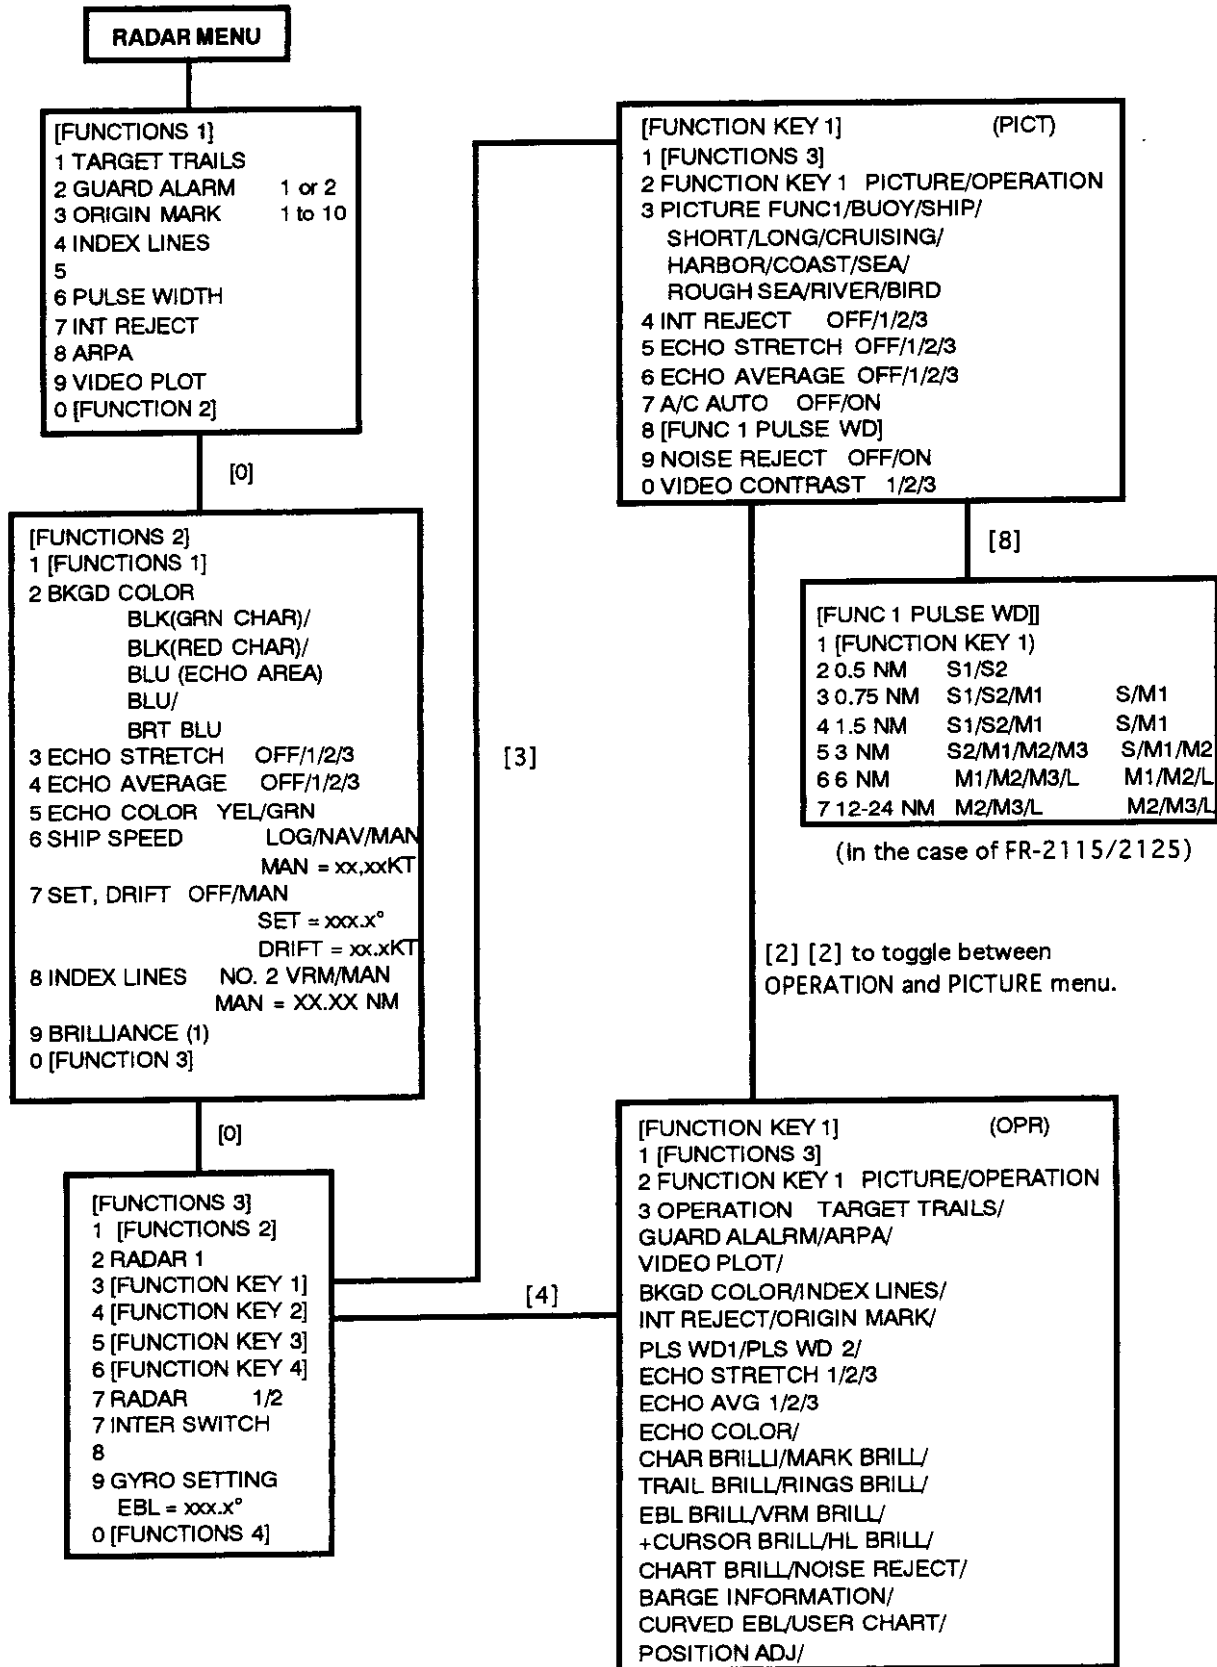 RADAR MENU
[FUNCTIONS 1]
1 TARGET TRAILS
2 GUARD ALARM 1 or 2
3 ORIGIN MARK 1 to 10
4 INDEX LINES
5
6 PULSE WIDTH
7 INT REJECT
8 ARPA
9 VIDEO PLOT
0 [FUNCTION 2]
[0]
[FUNCTIONS 2]
1 [FUNCTIONS 1]
2 BKGD COLOR
BLK(GRN CHAR)/
BLK(RED CHAR)/
BLU (ECHO AREA)
BLU/
BRT BLU
3 ECHO STRETCH OFF/1/2/3
4 ECHO AVERAGE OFF/1/2/3
5 ECHO COLOR YEL/GRN
6 SHIP SPEED LOG/NAV/MAN
MAN = xx,xxKT
7 SET, DRIFT OFF/MAN
SET = xxx.x°
DRIFT = xx.xKT
8 INDEX LINES NO. 2 VRM/MAN
MAN = XX.XX NM
9 BRILLIANCE (1)
0 [FUNCTION 3]
[0]
[FUNCTIONS 3]
1 [FUNCTIONS 2]
2 RADAR 1
3 [FUNCTION KEY 1]
4 [FUNCTION KEY 2]
5 [FUNCTION KEY 3]
6 [FUNCTION KEY 4]
7 RADAR 1/2
7 INTER SWITCH
8
9 GYRO SETTING
EBL = xxx.x°
0 [FUNCTIONS 4]
[3]
[4]
[FUNCTION KEY 1] (PICT)
1 [FUNCTIONS 3]
2 FUNCTION KEY 1 PICTURE/OPERATION
3 PICTURE FUNC1/BUOY/SHIP/
SHORT/LONG/CRUISING/
HARBOR/COAST/SEA/
ROUGH SEA/RIVER/BIRD
4 INT REJECT OFF/1/2/3
5 ECHO STRETCH OFF/1/2/3
6 ECHO AVERAGE OFF/1/2/3
7 A/C AUTO OFF/ON
8 [FUNC 1 PULSE WD]
9 NOISE REJECT OFF/ON
0 VIDEO CONTRAST 1/2/3
[8]
[FUNC 1 PULSE WD]]
1 (FUNCTION KEY 1)
2 0.5 NM S1/S2
3 0.75 NM S1/S2/M1 S/M1
4 1.5 NM S1/S2/M1 S/M1
5 3 NM S2/M1/M2/M3 S/M1/M2
6 6 NM M1/M2/M3/L M1/M2/L
7 12-24 NM M2/M3/L M2/M3/L
(In the case of FR-2115/2125)
[2] [2] to toggle between
OPERATION and PICTURE menu.
[FUNCTION KEY 1] (OPR)
1 [FUNCTIONS 3]
2 FUNCTION KEY 1 PICTURE/OPERATION
3 OPERATION TARGET TRAILS/
GUARD ALALRM/ARPA/
VIDEO PLOT/
BKGD COLOR/INDEX LINES/
INT REJECT/ORIGIN MARK/
PLS WD1/PLS WD 2/
ECHO STRETCH 1/2/3
ECHO AVG 1/2/3
ECHO COLOR/
CHAR BRILLI/MARK BRILL/
TRAIL BRILL/RINGS BRILL/
EBL BRILL/VRM BRILL/
+CURSOR BRILL/HL BRILL/
CHART BRILL/NOISE REJECT/
BARGE INFORMATION/
CURVED EBL/USER CHART/
POSITION ADJ/